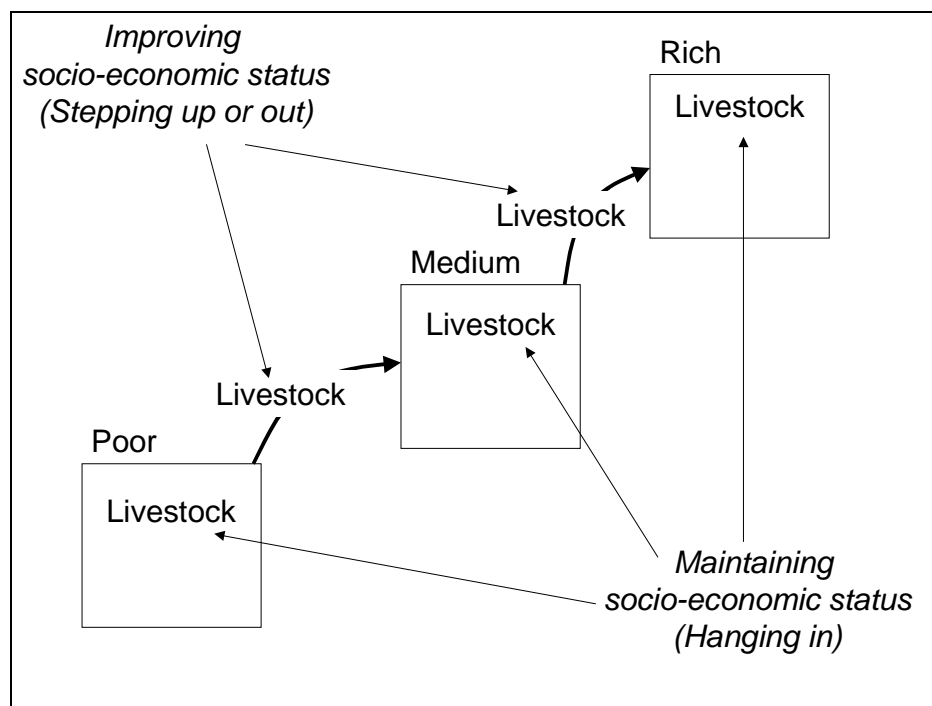 Improving
socio-economic status
(Stepping up or out)
Rich
Livestock
Livestock
Medium
Livestock
Livestock
Poor
Livestock
Maintaining
socio-economic status
(Hanging in)